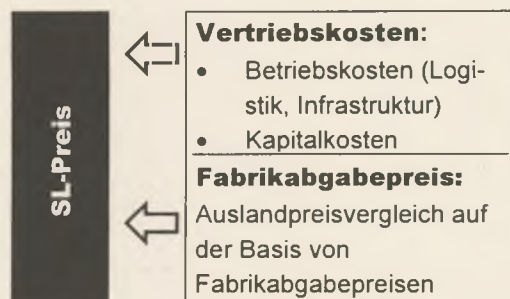 SL-Preis
Vertriebskosten:
• Betriebskosten (Logi-
stik, Infrastruktur)
• Kapitalkosten
Fabrikabgabepreis:
Auslandpreisvergleich auf
der Basis von
Fabrikabgabepreisen